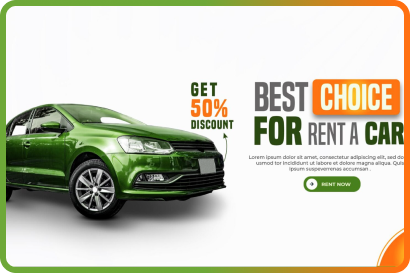 GET
50%
DISCOUNT
BEST CHOICE
FOR RENT A CAR
Lorem ipsum dolor sit amet, consectetur adipiscing elit, sed do
usmod tor incididunt ut labore et dolore magna aliqua. Quis
ipsum suspeverrenas accumsan .
RENT NOW